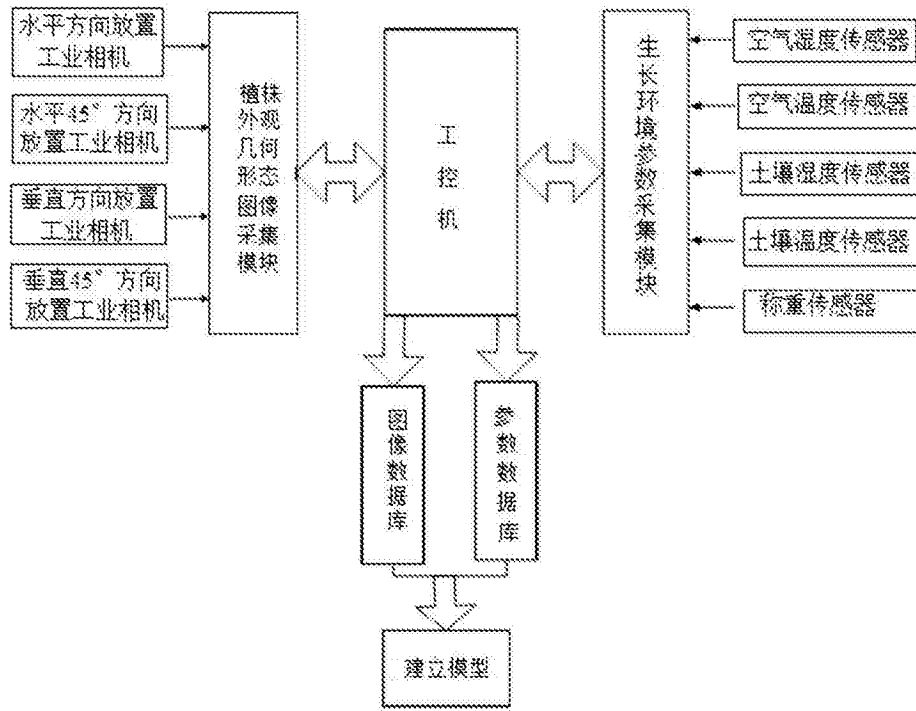 水平方向放置
工业相机
水平45°方向
放置工业相机
垂直方向放置
工业相机
垂直45°方向
放置工业相机
植株
外观
几何
形态
图像
采集
模块
工控机
生长环境参数采集模块
空气湿度传感器
空气温度传感器
土壤湿度传感器
土壤温度传感器
称重传感器
图像数据库
参数数据库
建立模型